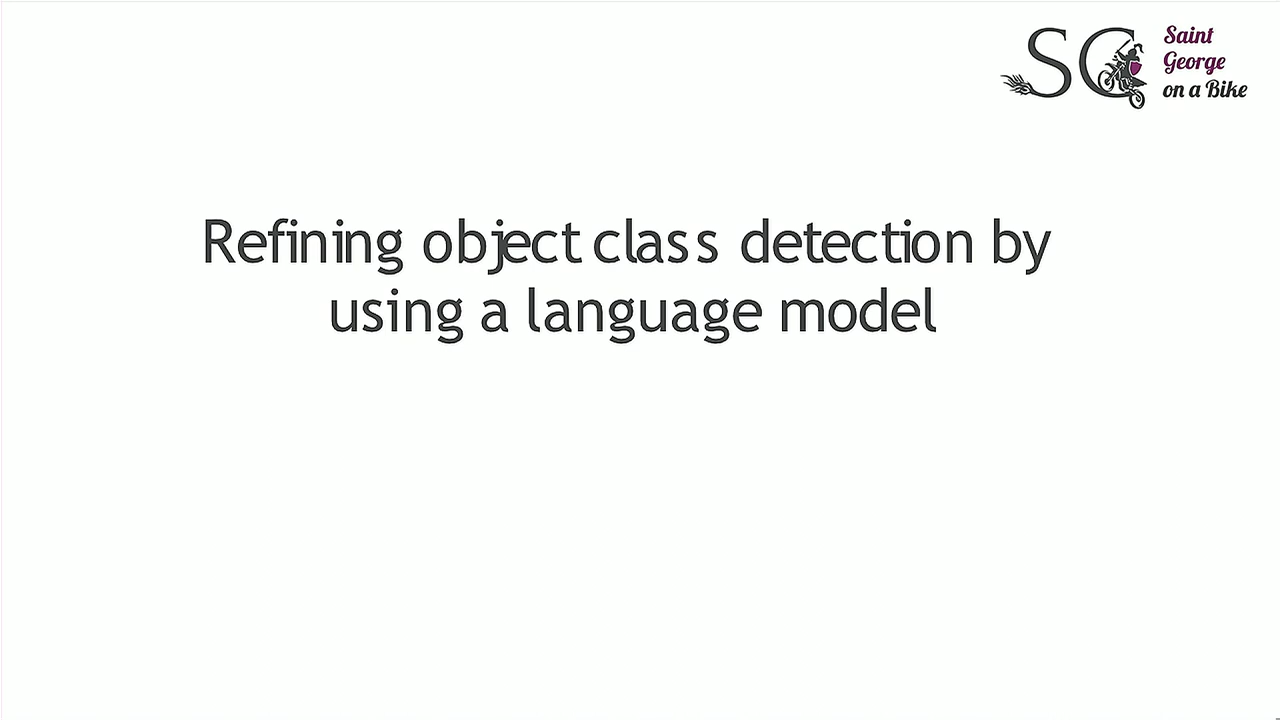 SG
Saint
George
on a Bike
Refining object class detection by
using a language model